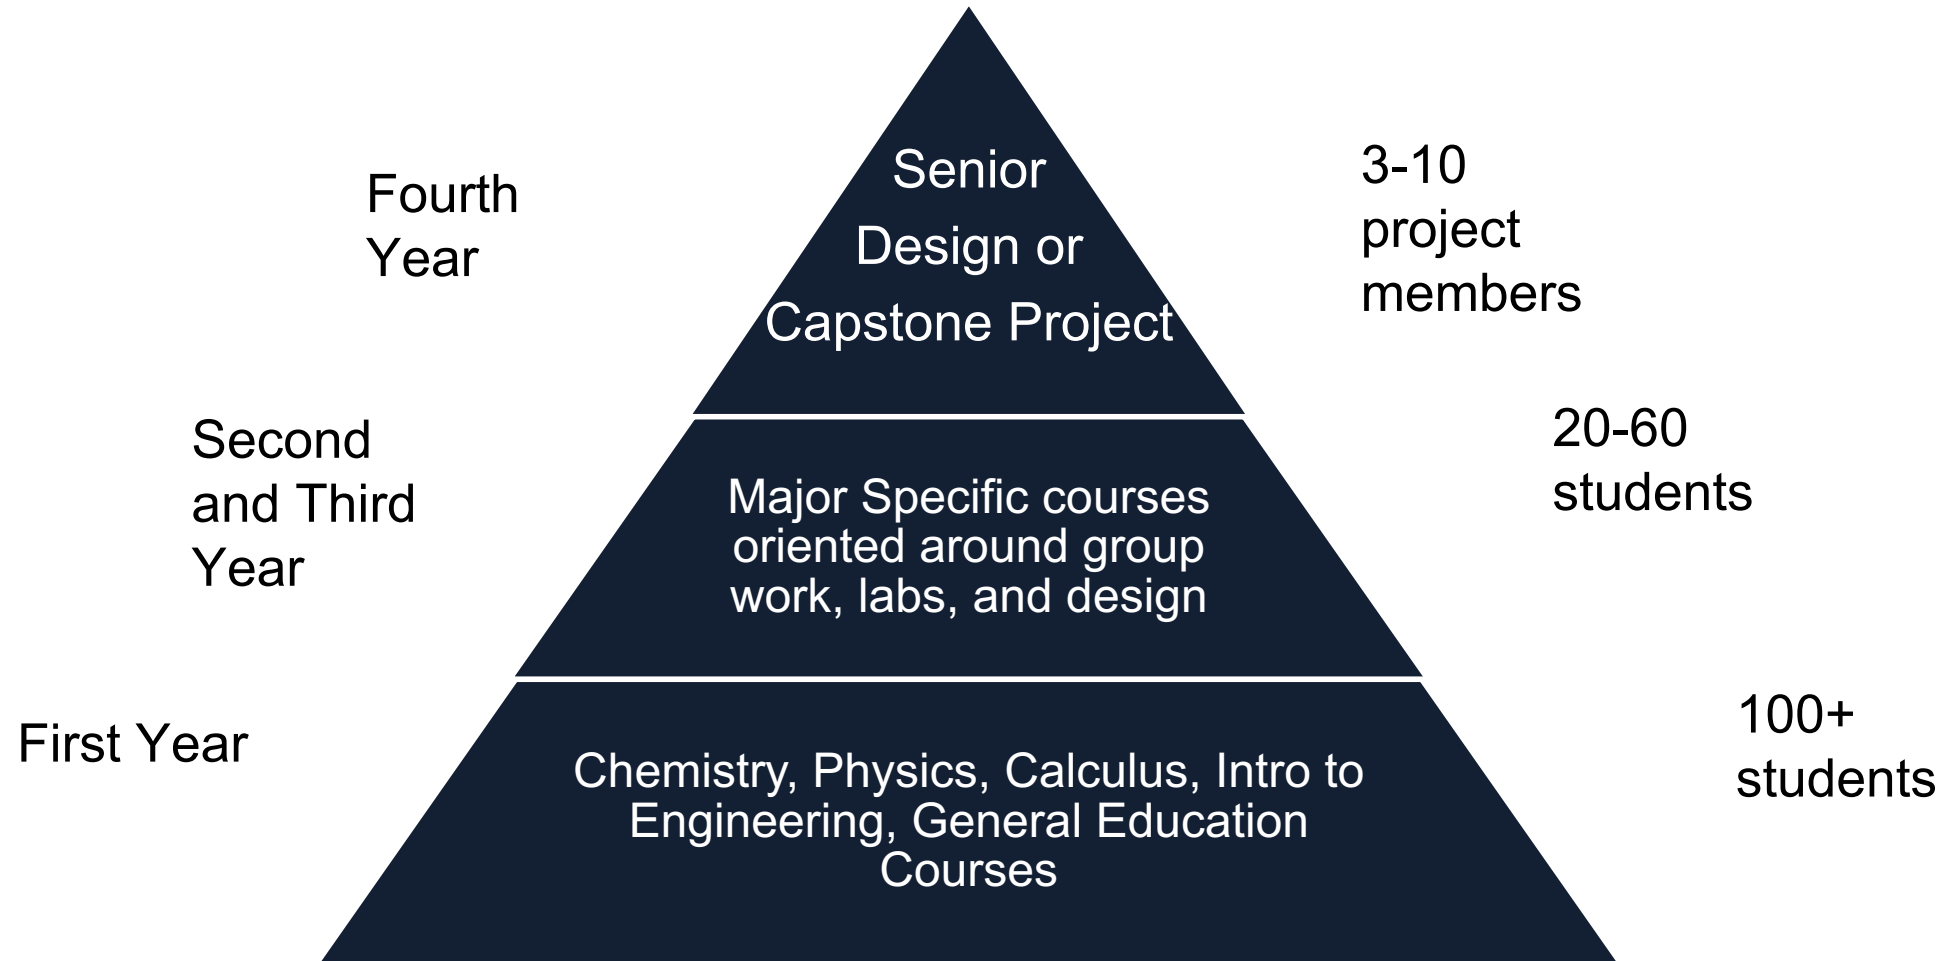 Fourth
Year
Senior
Design or
Capstone Project
3-10
project
members
Second
and Third
Year
Major Specific courses
oriented around group
work, labs, and design
20-60
students
First Year
Chemistry, Physics, Calculus, Intro to
Engineering, General Education
Courses
100+
students